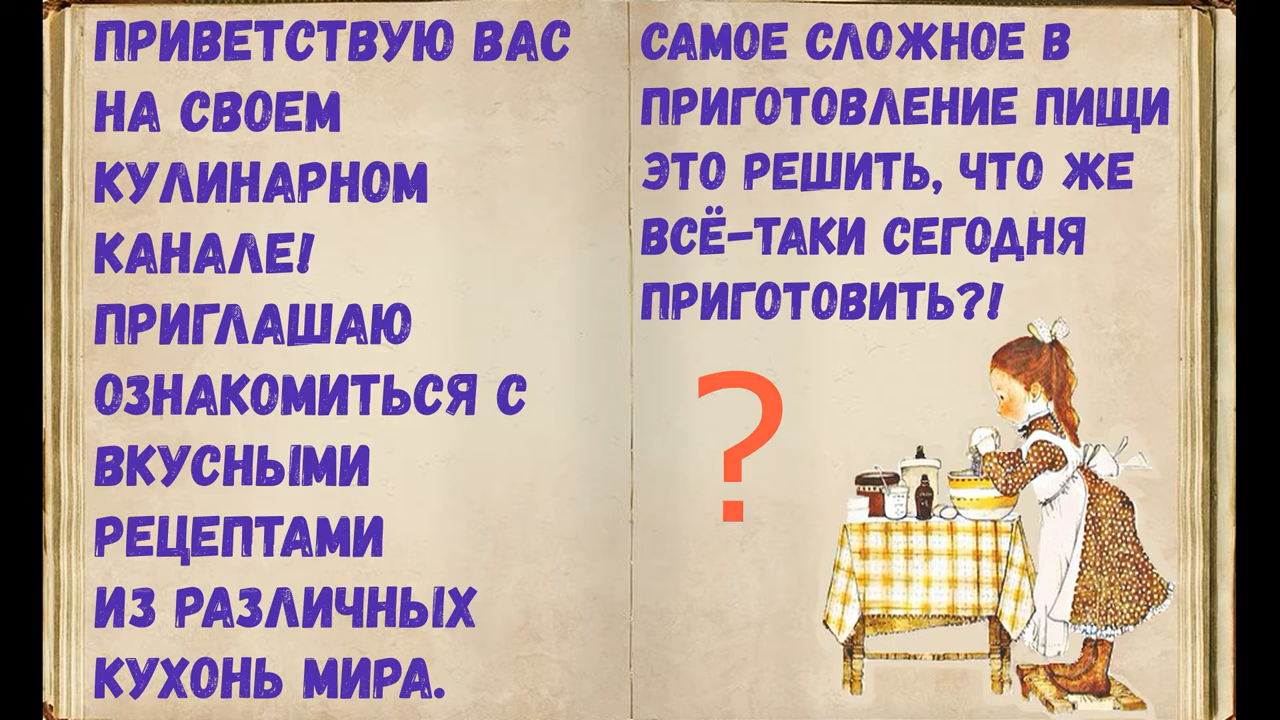 ПРИВЕТСТВУЮ ВАС
НА СВОЕМ
КУЛИНАРНОМ
КАНАЛЕ!
ПРИГЛАШАЮ
ОЗНАКОМИТЬСЯ С
ВКУСНЫМИ
РЕЦЕПТАМИ
ИЗ РАЗЛИЧНЫХ
КУХОНЬ МИРА.
САМОЕ СЛОЖНОЕ В
ПРИГОТОВЛЕНИЕ ПИЩИ
ЭТО РЕШИТЬ, ЧТО ЖЕ
ВСЁ-ТАКИ СЕГОДНЯ
ПРИГОТОВИТЬ?!
?